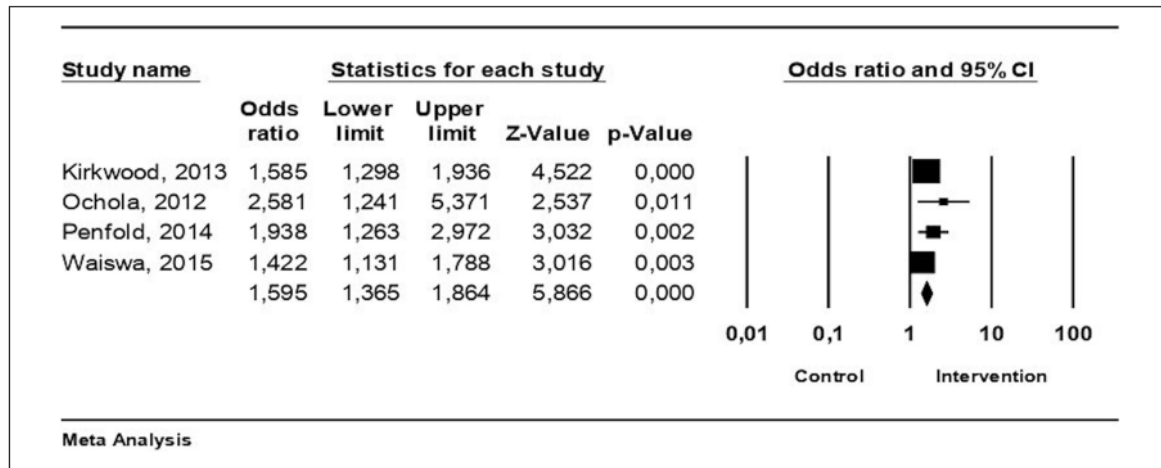 Study name Statistics for each study Odds ratio and 95% CI
Odds Lower Upper
ratio limit limit Z-Value p-Value
Kirkwood, 2013 1,585 1,298 1,936 4,522 0,000
Ochola, 2012 2,581 1,241 5,371 2,537 0,011
Penfold, 2014 1,938 1,263 2,972 3,032 0,002
Waiswa, 2015 1,422 1,131 1,788 3,016 0,003
1,595 1,365 1,864 5,866 0,000
0,01 0,1 1 10 100
Control Intervention
Meta Analysis